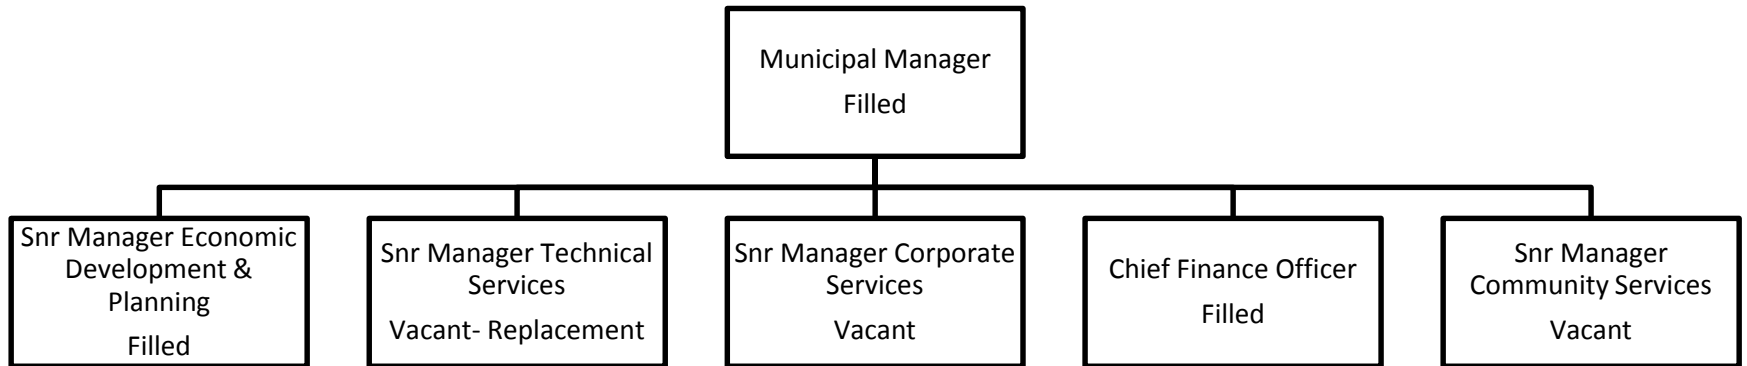 Municipal Manager
Filled
Snr Manager Economic
Development &
Planning
Filled
Snr Manager Technical
Services
Vacant- Replacement
Snr Manager Corporate
Services
Vacant
Chief Finance Officer
Filled
Snr Manager
Community Services
Vacant